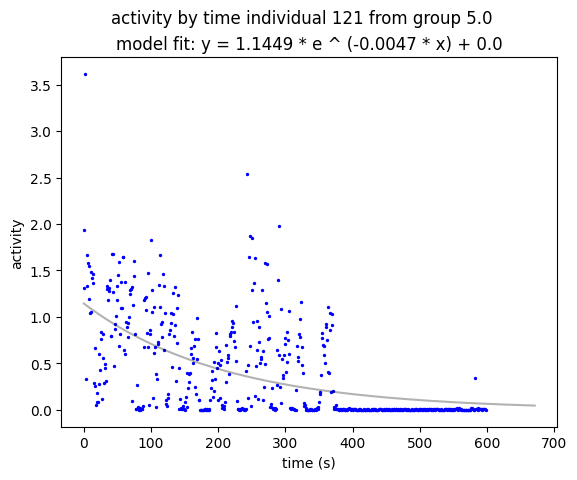 activity by time individual 121 from group 5.0
model fit: y = 1.1449 * e ^ (-0.0047 * x) + 0.0
3.5
3.0
2.5
2.0
1.5
1.0
0.5
0.0
activity
0 100 200 300 400 500 600 700
time (s)